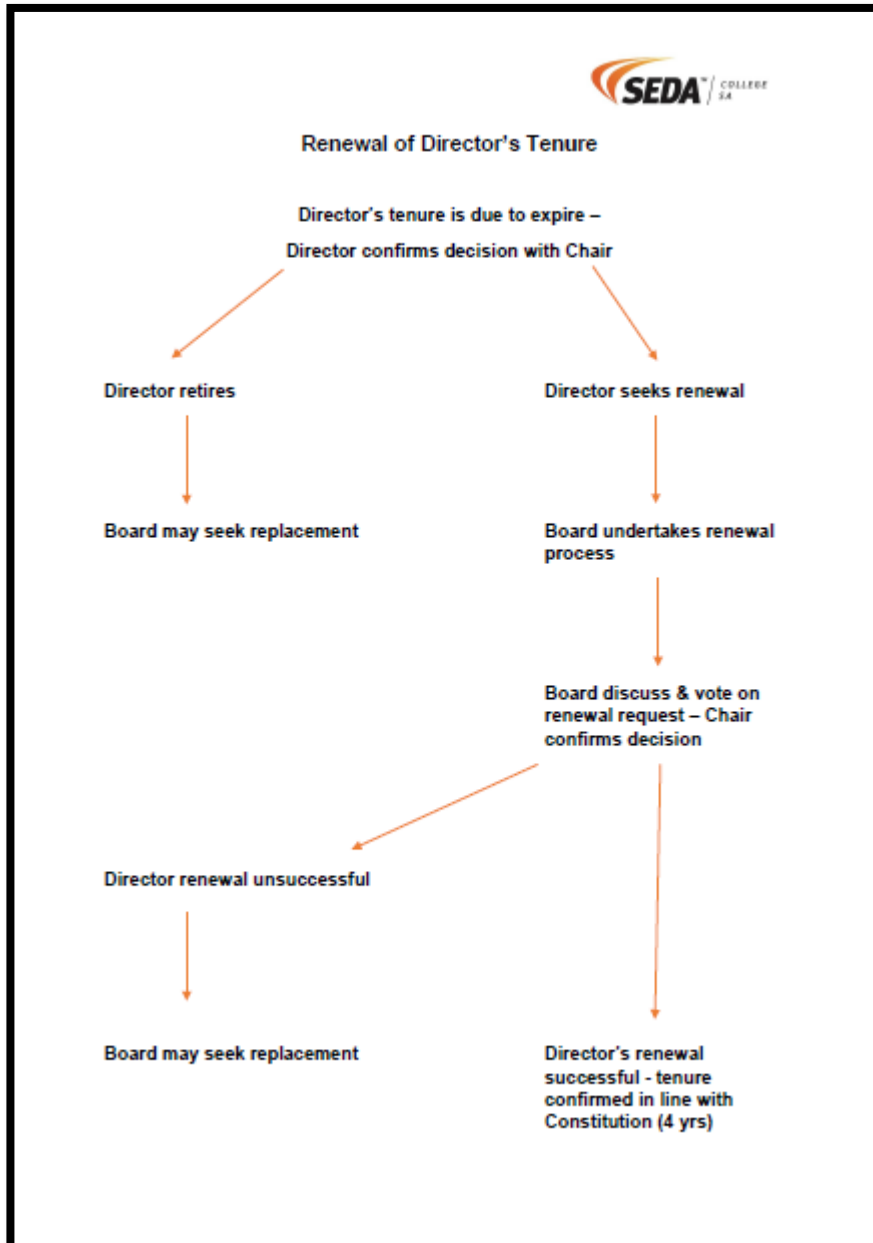 SEDA™ COLLEGE
SA
Renewal of Director's Tenure
Director's tenure is due to expire –
Director confirms decision with Chair
Director retires
Director seeks renewal
Board may seek replacement
Board undertakes renewal
process
Board discuss & vote on
renewal request – Chair
confirms decision
Director renewal unsuccessful
Board may seek replacement
Director's renewal
successful - tenure
confirmed in line with
Constitution (4 yrs)